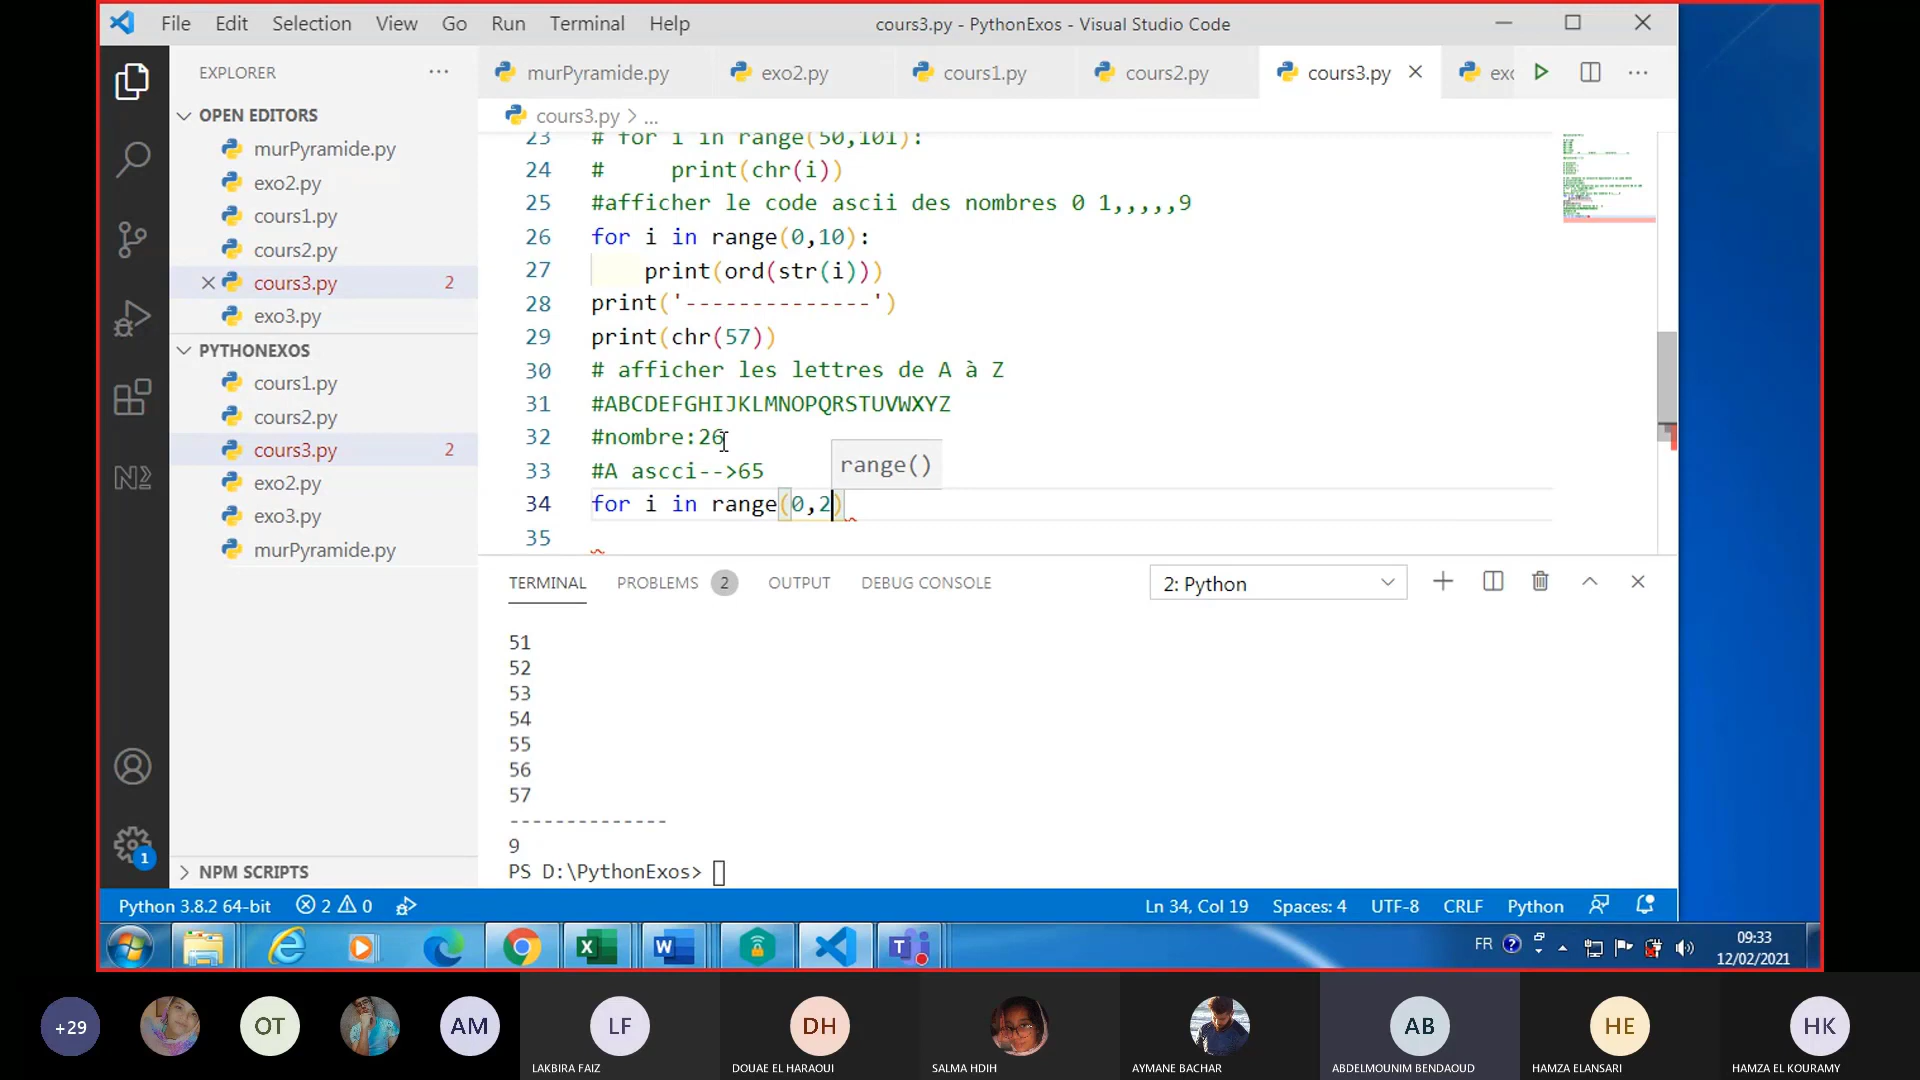 File Edit Selection View Go Run Terminal Help cours3.py - PythonExos - Visual Studio Code
EXPLORER
murPyramide.py exo2.py cours1.py cours2.py cours3.py exo
OPEN EDITORS
murPyramide.py
exo2.py
cours1.py
cours2.py
cours3.py 2
exo3.py
PYTHONEXOS
cours1.py
cours2.py
cours3.py 2
exo2.py
exo3.py
murPyramide.py
NPM SCRIPTS
cours3.py > ...
23 # for i in range(50,101):
24 #     print(chr(i))
25 #afficher le code ascii des nombres 0 1,,,,,9
26 for i in range(0,10):
27     print(ord(str(i)))
28 print('--------------')
29 print(chr(57))
30 # afficher les lettres de A à Z
31 #ABCDEFGHIJKLMNOPQRSTUVWXYZ
32 #nombre:26
33 #A ascci-->65
range()
34 for i in range(0,2)
35
TERMINAL PROBLEMS 2 OUTPUT DEBUG CONSOLE 2: Python
51
52
53
54
55
56
57
--------------
9
PS D:\PythonExos>
1
Python 3.8.2 64-bit 2 0 Ln 34, Col 19 Spaces: 4 UTF-8 CRLF Python
FR 09:33
12/02/2021
+29 OT AM LF DH AB HE HK
LAKBIRA FAIZ DOUAE EL HARAOUI SALMA HDIH AYMANE BACHAR ABDELMOUNIM BENDAOUD HAMZA ELANSARI HAMZA EL KOURAMY